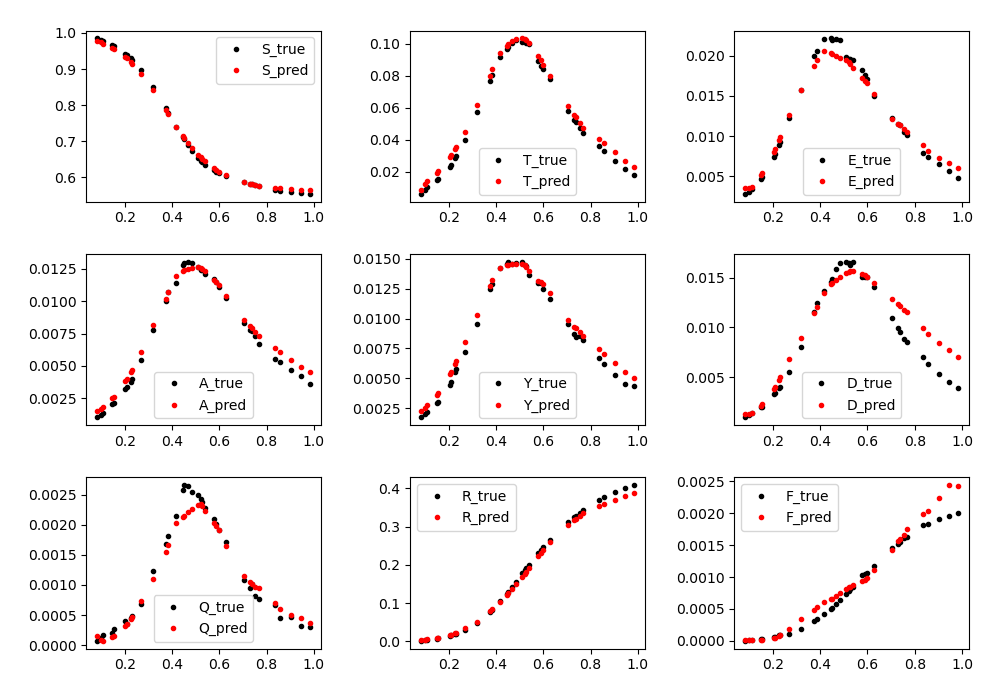 1.0
0.9
0.8
0.7
0.6
S_true
S_pred
0.2 0.4 0.6 0.8 1.0
0.10
0.08
0.06
0.04
0.02
T_true
T_pred
0.2 0.4 0.6 0.8 1.0
0.020
0.015
0.010
0.005
E_true
E_pred
0.2 0.4 0.6 0.8 1.0
0.0125
0.0100
0.0075
0.0050
0.0025
A_true
A_pred
0.2 0.4 0.6 0.8 1.0
0.0150
0.0125
0.0100
0.0075
0.0050
0.0025
Y_true
Y_pred
0.2 0.4 0.6 0.8 1.0
0.015
0.010
0.005
D_true
D_pred
0.2 0.4 0.6 0.8 1.0
0.0025
0.0020
0.0015
0.0010
0.0005
0.0000
Q_true
Q_pred
0.2 0.4 0.6 0.8 1.0
0.4
0.3
0.2
0.1
0.0
R_true
R_pred
0.2 0.4 0.6 0.8 1.0
0.0025
0.0020
0.0015
0.0010
0.0005
0.0000
F_true
F_pred
0.2 0.4 0.6 0.8 1.0